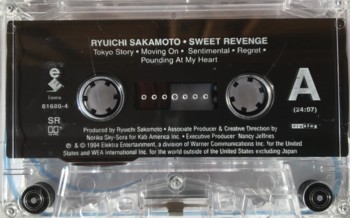 RYUICHI SAKAMOTO • SWEET REVENGE
Tokyo Story • Moving On • Sentimental • Regret •
Pounding At My Heart
61680-4
SR
A
(24:07)
Produced by Ryuichi Sakamoto • Associate Producer & Creative Direction by
Norika Sky-Sora for Kab America Inc. • Executive Producer: Nancy Jeffries
℗ & © 1994 Elektra Entertainment, a division of Warner Communications Inc. for the United
States and WEA International Inc. for the world outside of the United States excluding Japan